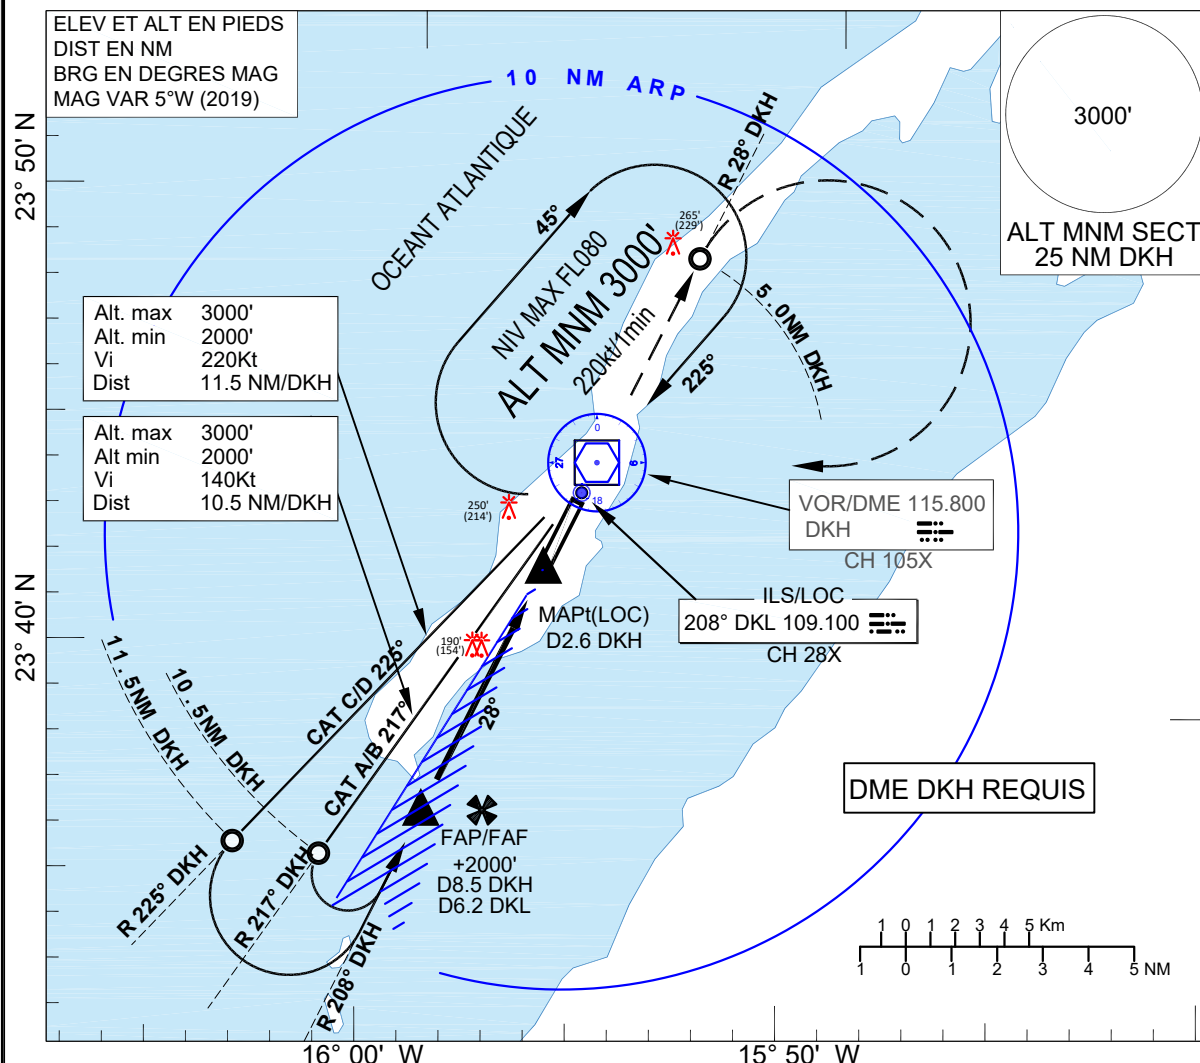 ELEV ET ALT EN PIEDS
DIST EN NM
BRG EN DEGRES MAG
MAG VAR 5°W (2019)
10 NM ARP
3000'
ALT MNM SECT
25 NM DKH
23° 50' N
OCEANT ATLANTIQUE
R 28° DKH
265'
(229')
45°
NIV MAX FL080
ALT MNM 3000'
220kt/1min
225°
5.0NM DKH
Alt. max 3000'
Alt. min 2000'
Vi 220Kt
Dist 11.5 NM/DKH
Alt. max 3000'
Alt min 2000'
Vi 140Kt
Dist 10.5 NM/DKH
0
27
9
18
250'
(214')
VOR/DME 115.800
DKH
CH 105X
ILS/LOC
208° DKL 109.100
CH 28X
MAPt(LOC)
D2.6 DKH
23° 40' N
190'
(154')
11.5NM DKH
10.5NM DKH
CAT C/D 225°
CAT A/B 217°
28°
DME DKH REQUIS
FAP/FAF
+2000'
D8.5 DKH
D6.2 DKL
R 225° DKH
R 217° DKH
R 208° DKH
1 0 1 2 3 4 5 Km
1 0 1 2 3 4 5 NM
16° 00' W
15° 50' W